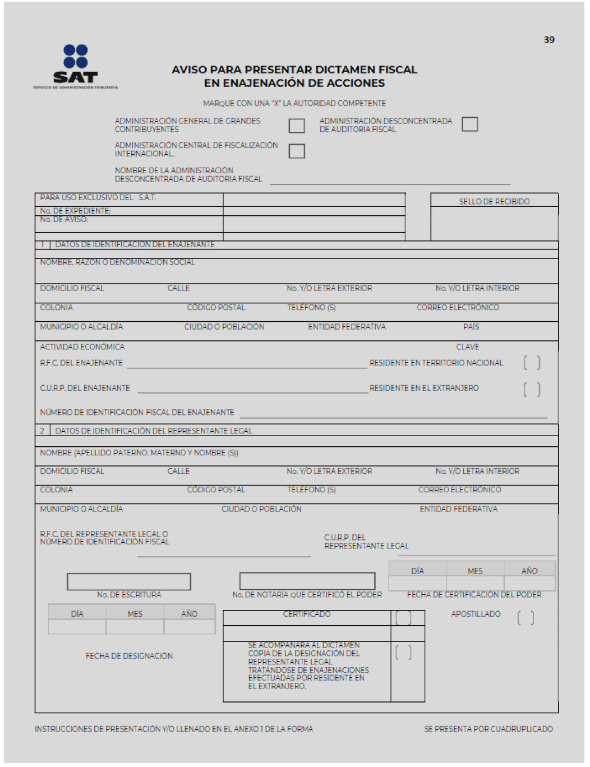 39
SAT
SERVICIO DE ADMINISTRACIÓN TRIBUTARIA
AVISO PARA PRESENTAR DICTAMEN FISCAL
EN ENAJENACIÓN DE ACCIONES
MARQUE CON UNA "X" LA AUTORIDAD COMPETENTE
ADMINISTRACIÓN GENERAL DE GRANDES
CONTRIBUYENTES
ADMINISTRACIÓN DESCONCENTRADA
DE AUDITORIA FISCAL
ADMINISTRACIÓN CENTRAL DE FISCALIZACIÓN
INTERNACIONAL.
NOMBRE DE LA ADMINISTRACIÓN
DESCONCENTRADA DE AUDITORIA FISCAL
PARA USO EXCLUSIVO DEL S.A.T.
SELLO DE RECIBIDO
No. DE EXPEDIENTE:
No. DE AVISO:
1 DATOS DE IDENTIFICACIÓN DEL ENAJENANTE
NOMBRE, RAZÓN O DENOMINACIÓN SOCIAL
DOMICILIO FISCAL CALLE No. Y/O LETRA EXTERIOR No. Y/O LETRA INTERIOR
COLONIA CÓDIGO POSTAL TELÉFONO (S) CORREO ELECTRÓNICO
MUNICIPIO O ALCALDÍA CIUDAD O POBLACIÓN ENTIDAD FEDERATIVA PAÍS
ACTIVIDAD ECONÓMICA CLAVE
R.F.C. DEL ENAJENANTE RESIDENTE EN TERRITORIO NACIONAL ( )
C.U.R.P. DEL ENAJENANTE RESIDENTE EN EL EXTRANJERO ( )
NÚMERO DE IDENTIFICACIÓN FISCAL DEL ENAJENANTE
2 DATOS DE IDENTIFICACIÓN DEL REPRESENTANTE LEGAL
NOMBRE (APELLIDO PATERNO, MATERNO Y NOMBRE (S))
DOMICILIO FISCAL CALLE No. Y/O LETRA EXTERIOR No. Y/O LETRA INTERIOR
COLONIA CÓDIGO POSTAL TELÉFONO (S) CORREO ELECTRÓNICO
MUNICIPIO O ALCALDÍA CIUDAD O POBLACIÓN ENTIDAD FEDERATIVA
R.F.C. DEL REPRESENTANTE LEGAL O
NÚMERO DE IDENTIFICACIÓN FISCAL
C.U.R.P. DEL
REPRESENTANTE LEGAL
DÍA MES AÑO
No. DE ESCRITURA No. DE NOTARÍA QUE CERTIFICÓ EL PODER FECHA DE CERTIFICACIÓN DEL PODER
DÍA MES AÑO
CERTIFICADO ( ) APOSTILLADO ( )
FECHA DE DESIGNACIÓN
SE ACOMPAÑARÁ AL DICTAMEN ( )
COPIA DE LA DESIGNACIÓN DEL
REPRESENTANTE LEGAL
TRATÁNDOSE DE ENAJENACIONES
EFECTUADAS POR RESIDENTE EN
EL EXTRANJERO.
INSTRUCCIONES DE PRESENTACIÓN Y/O LLENADO EN EL ANEXO 1 DE LA FORMA SE PRESENTA POR CUADRUPLICADO